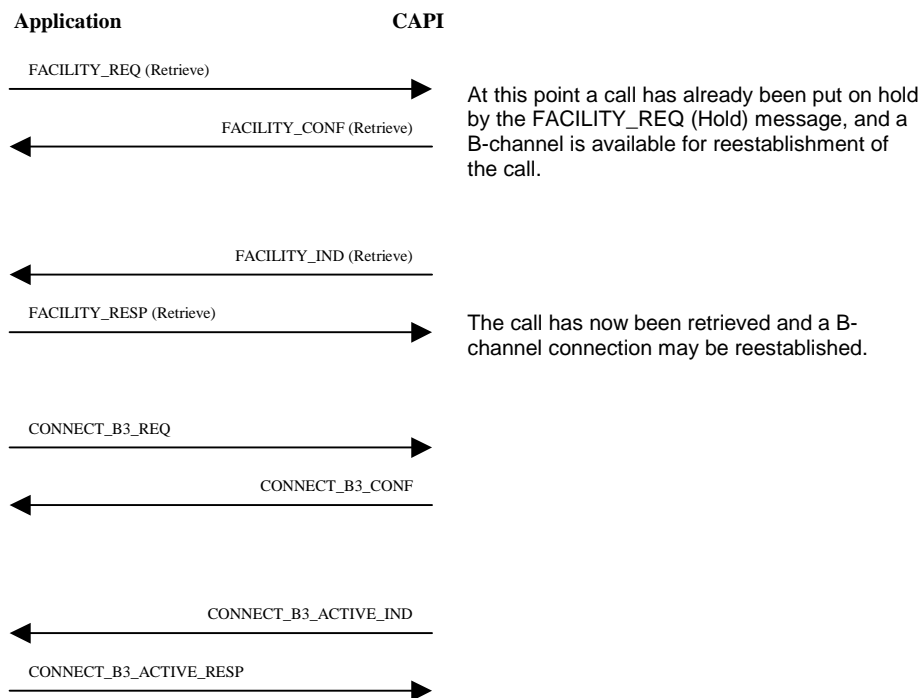 Application CAPI
FACILITY_REQ (Retrieve)
At this point a call has already been put on hold
by the FACILITY_REQ (Hold) message, and a
FACILITY_CONF (Retrieve)
B-channel is available for reestablishment of
the call.
FACILITY_IND (Retrieve)
FACILITY_RESP (Retrieve)
The call has now been retrieved and a B-
channel connection may be reestablished.
CONNECT_B3_REQ
CONNECT_B3_CONF
CONNECT_B3_ACTIVE_IND
CONNECT_B3_ACTIVE_RESP